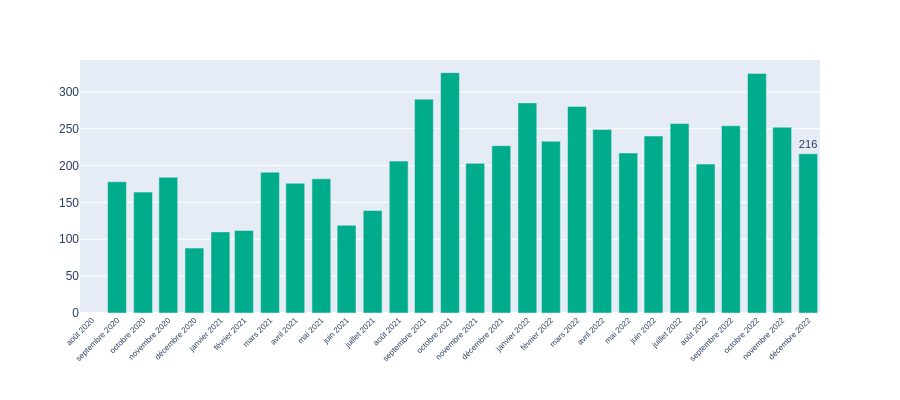 300
250
200
150
100
50
0
216
août 2020
septembre 2020
octobre 2020
novembre 2020
décembre 2020
janvier 2021
février 2021
mars 2021
avril 2021
mai 2021
juin 2021
juillet 2021
août 2021
septembre 2021
octobre 2021
novembre 2021
décembre 2021
janvier 2022
février 2022
mars 2022
avril 2022
mai 2022
juin 2022
juillet 2022
août 2022
septembre 2022
octobre 2022
novembre 2022
décembre 2022